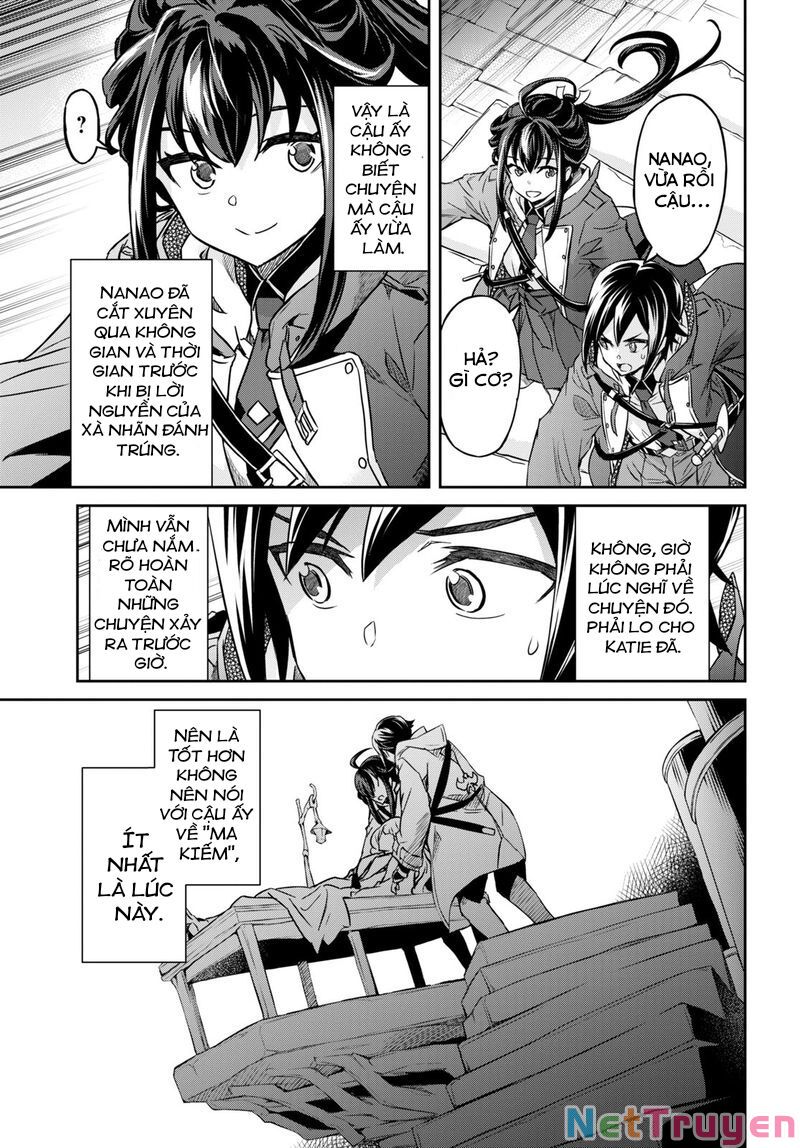 NANAO,
VỪA RỒI
CẬU...
HẢ?
GÌ CƠ?
VẬY LÀ
CẬU ẤY
KHÔNG
BIẾT
CHUYỆN
MÀ CẬU
ẤY VỪA
LÀM.
?
NANAO ĐÃ
CẮT XUYÊN
QUA KHÔNG
GIAN VÀ THỜI
GIAN TRƯỚC
KHI BỊ LỜI
NGUYỀN CỦA
XÀ NHÃN ĐÁNH
TRÚNG.
KHÔNG, GIỜ
KHÔNG PHẢI
LÚC NGHĨ VỀ
CHUYỆN ĐÓ.
PHẢI LO CHO
KATIE ĐÃ.
MÌNH VẪN
CHƯA NẮM
RÕ HOÀN
TOÀN
NHỮNG
CHUYỆN XẢY
RA TRƯỚC
GIỜ.
NÊN LÀ
TỐT HƠN
KHÔNG
NÊN NÓI
VỚI CẬU ẤY
VỀ "MA
KIẾM",
ÍT
NHẤT
LÀ LÚC
NÀY.
NetTruyen